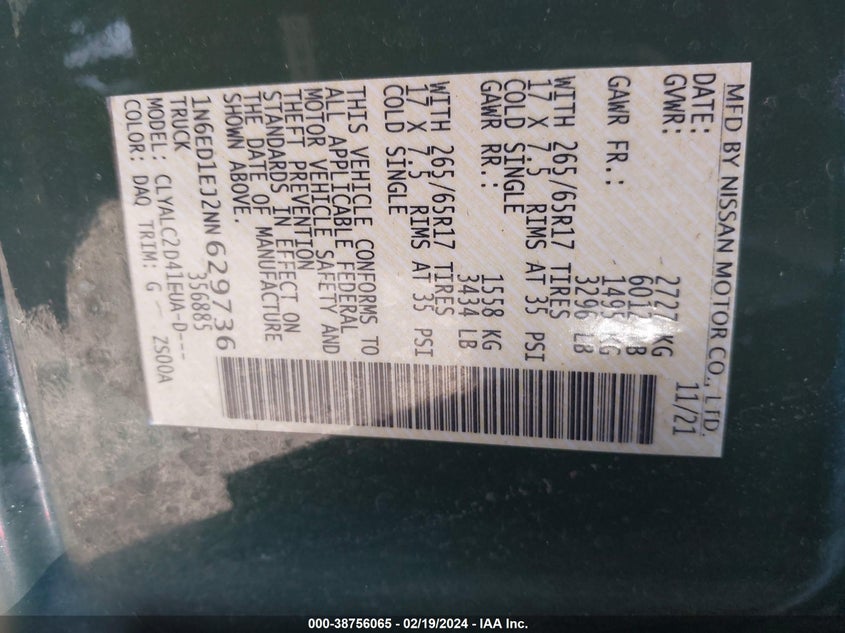 MFD BY NISSAN MOTOR CO., LTD.
DATE: 11/21
GVWR: 2727 KG
LB
GAWR FR.: 1495 KG
3296 LB
WITH 265/65R17 TIRES
17 X 7.5 RIMS AT 35 PSI
COLD SINGLE
GAWR RR.: 1558 KG
3434 LB
WITH 265/65R17 TIRES
17 X 7.5 RIMS AT 35 PSI
COLD SINGLE
THIS VEHICLE CONFORMS TO
ALL APPLICABLE FEDERAL
MOTOR VEHICLE SAFETY AND
THEFT PREVENTION
STANDARDS IN EFFECT ON
THE DATE OF MANUFACTURE
SHOWN ABOVE.
1N6ED1EJ2NN629736
TRUCK 356885
MODEL: CLYALC2D41EUA-D---
COLOR: DAQ TRIM: G - ZS00A
000-38756065 - 02/19/2024 - IAA Inc.